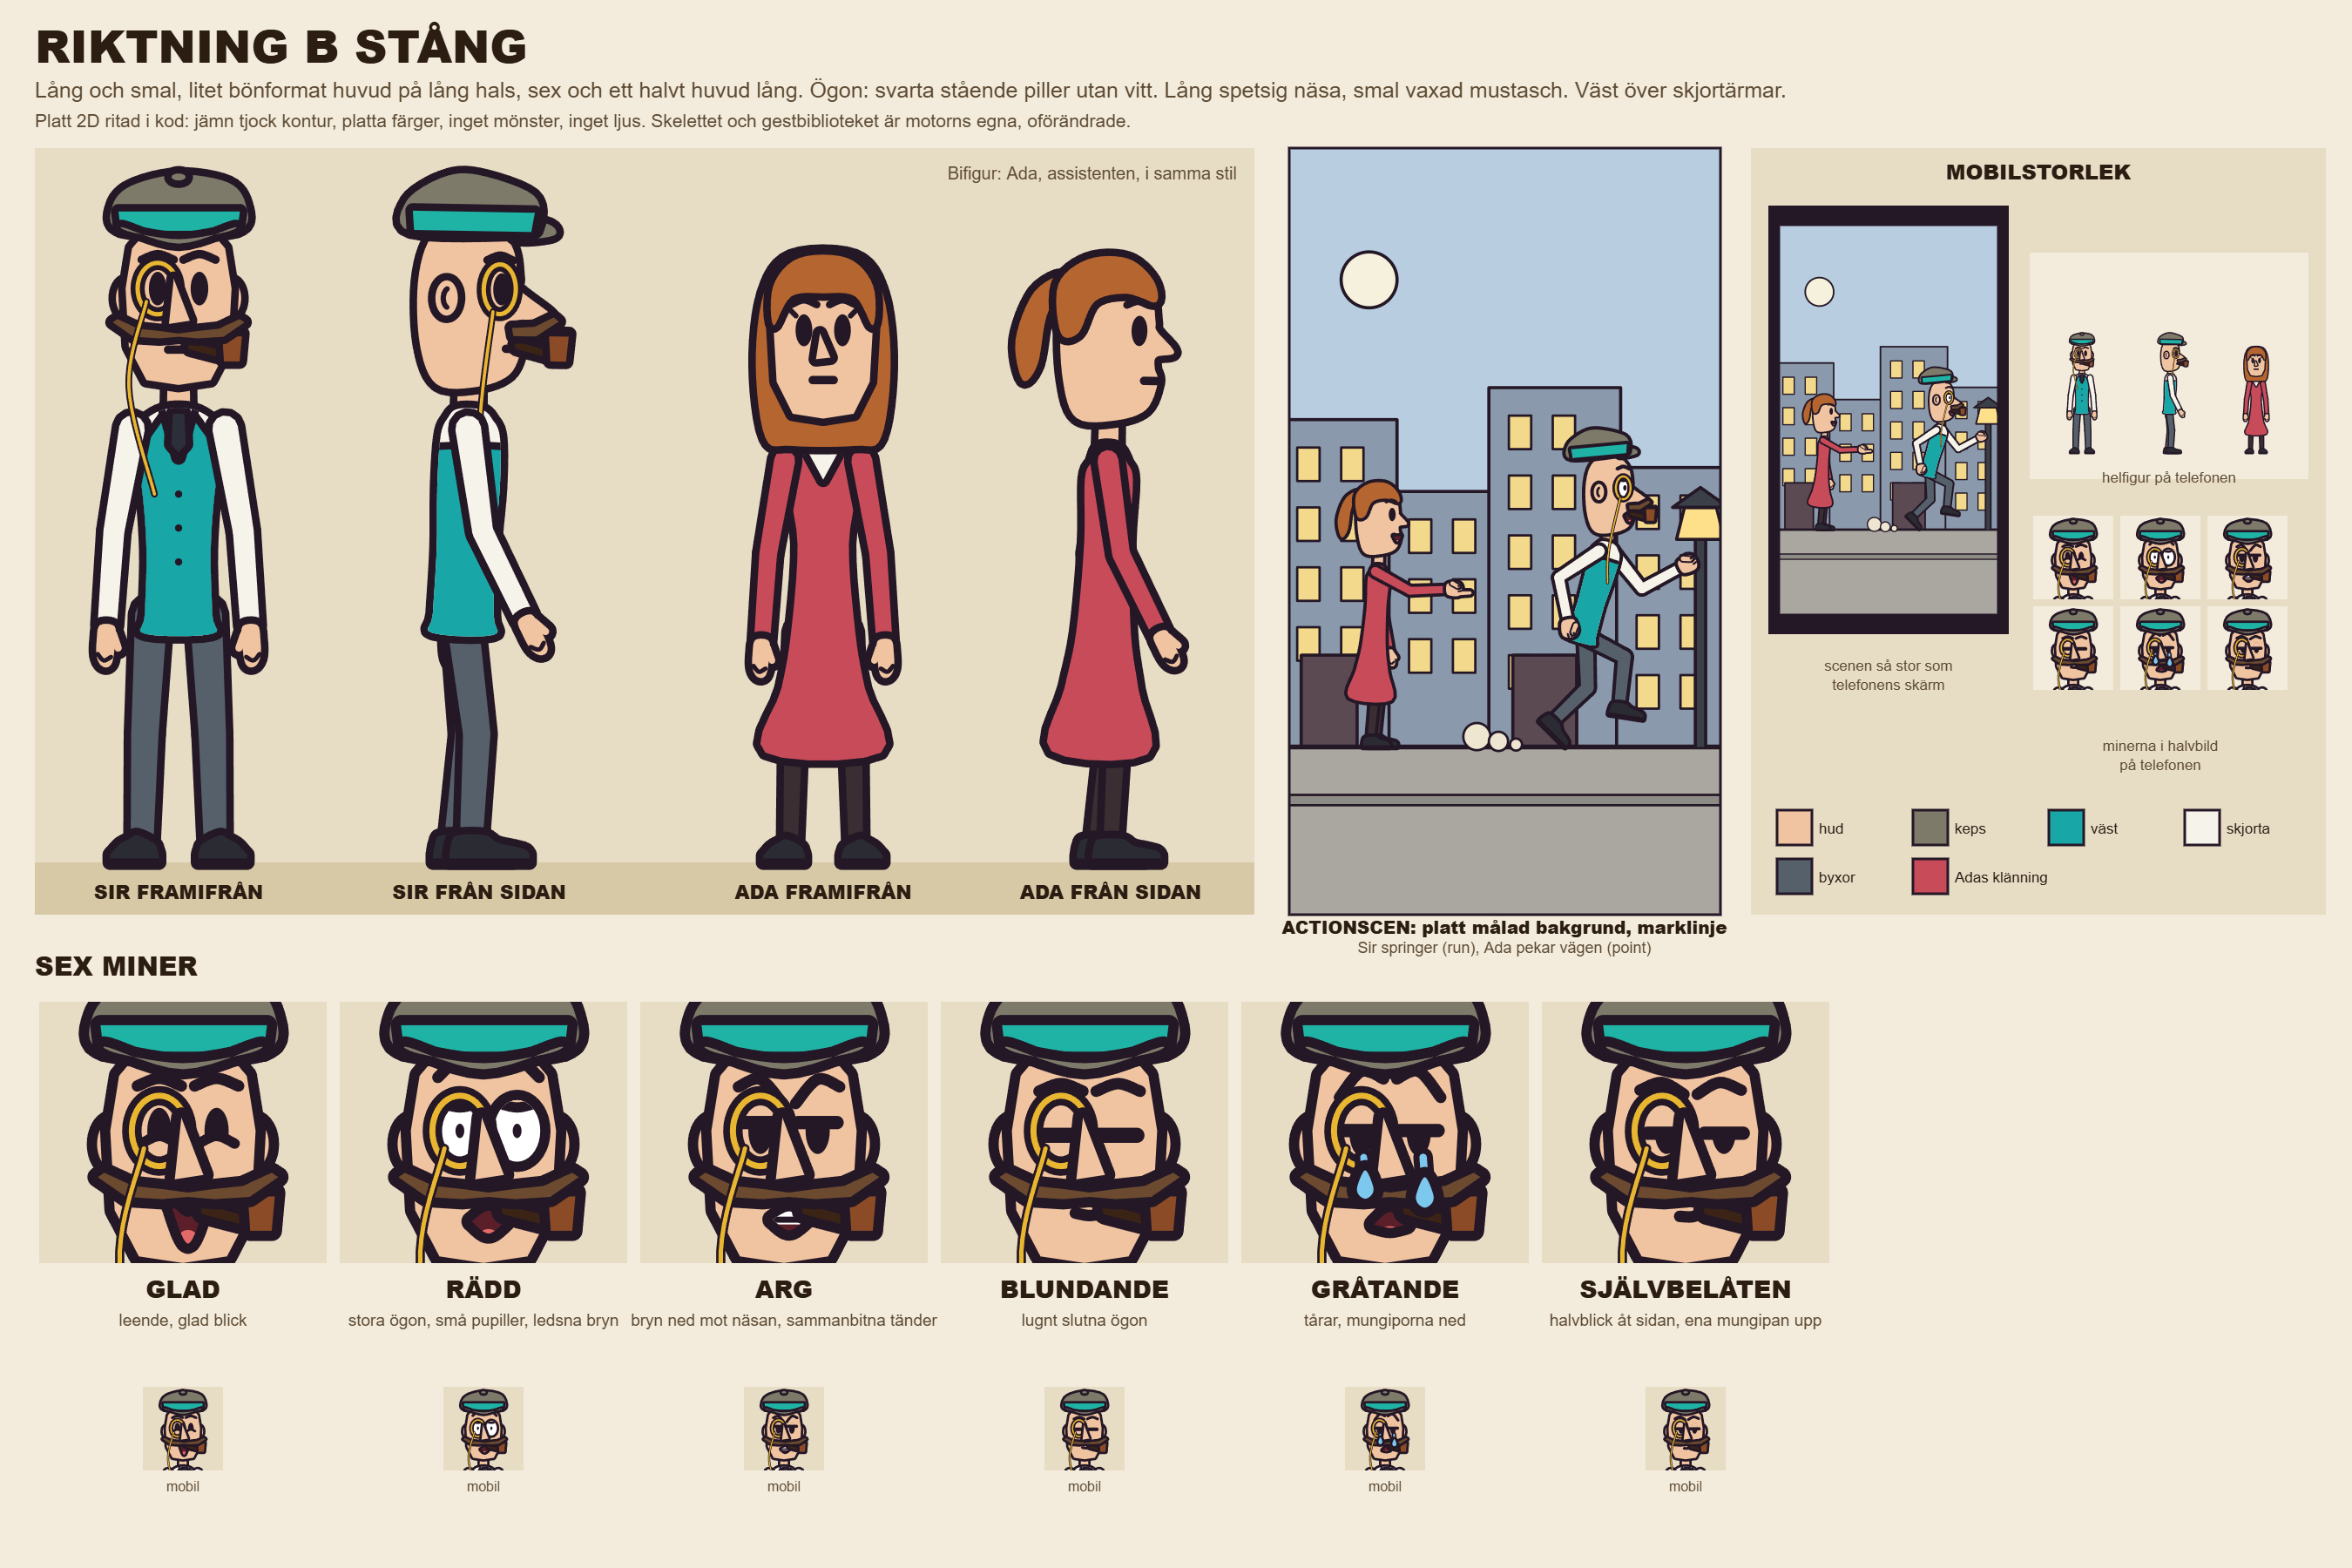 RIKTNING B STÅNG
Lång och smal, litet bönformat huvud på lång hals, sex och ett halvt huvud lång. Ögon: svarta stående piller utan vitt. Lång spetsig näsa, smal vaxad mustasch. Väst över skjortärmar.
Platt 2D ritad i kod: jämn tjock kontur, platta färger, inget mönster, inget ljus. Skelettet och gestbiblioteket är motorns egna, oförändrade.
Bifigur: Ada, assistenten, i samma stil
SIR FRAMIFRÅN
SIR FRÅN SIDAN
ADA FRAMIFRÅN
ADA FRÅN SIDAN
ACTIONSCEN: platt målad bakgrund, marklinje
Sir springer (run), Ada pekar vägen (point)
MOBILSTORLEK
helfigur på telefonen
scenen så stor som
telefonens skärm
minerna i halvbild
på telefonen
hud
keps
väst
skjorta
byxor
Adas klänning
SEX MINER
GLAD
leende, glad blick
RÄDD
stora ögon, små pupiller, ledsna bryn
ARG
bryn ned mot näsan, sammanbitna tänder
BLUNDANDE
lugnt slutna ögon
GRÅTANDE
tårar, mungiporna ned
SJÄLVBELÅTEN
halvblick åt sidan, ena mungipan upp
mobil
mobil
mobil
mobil
mobil
mobil